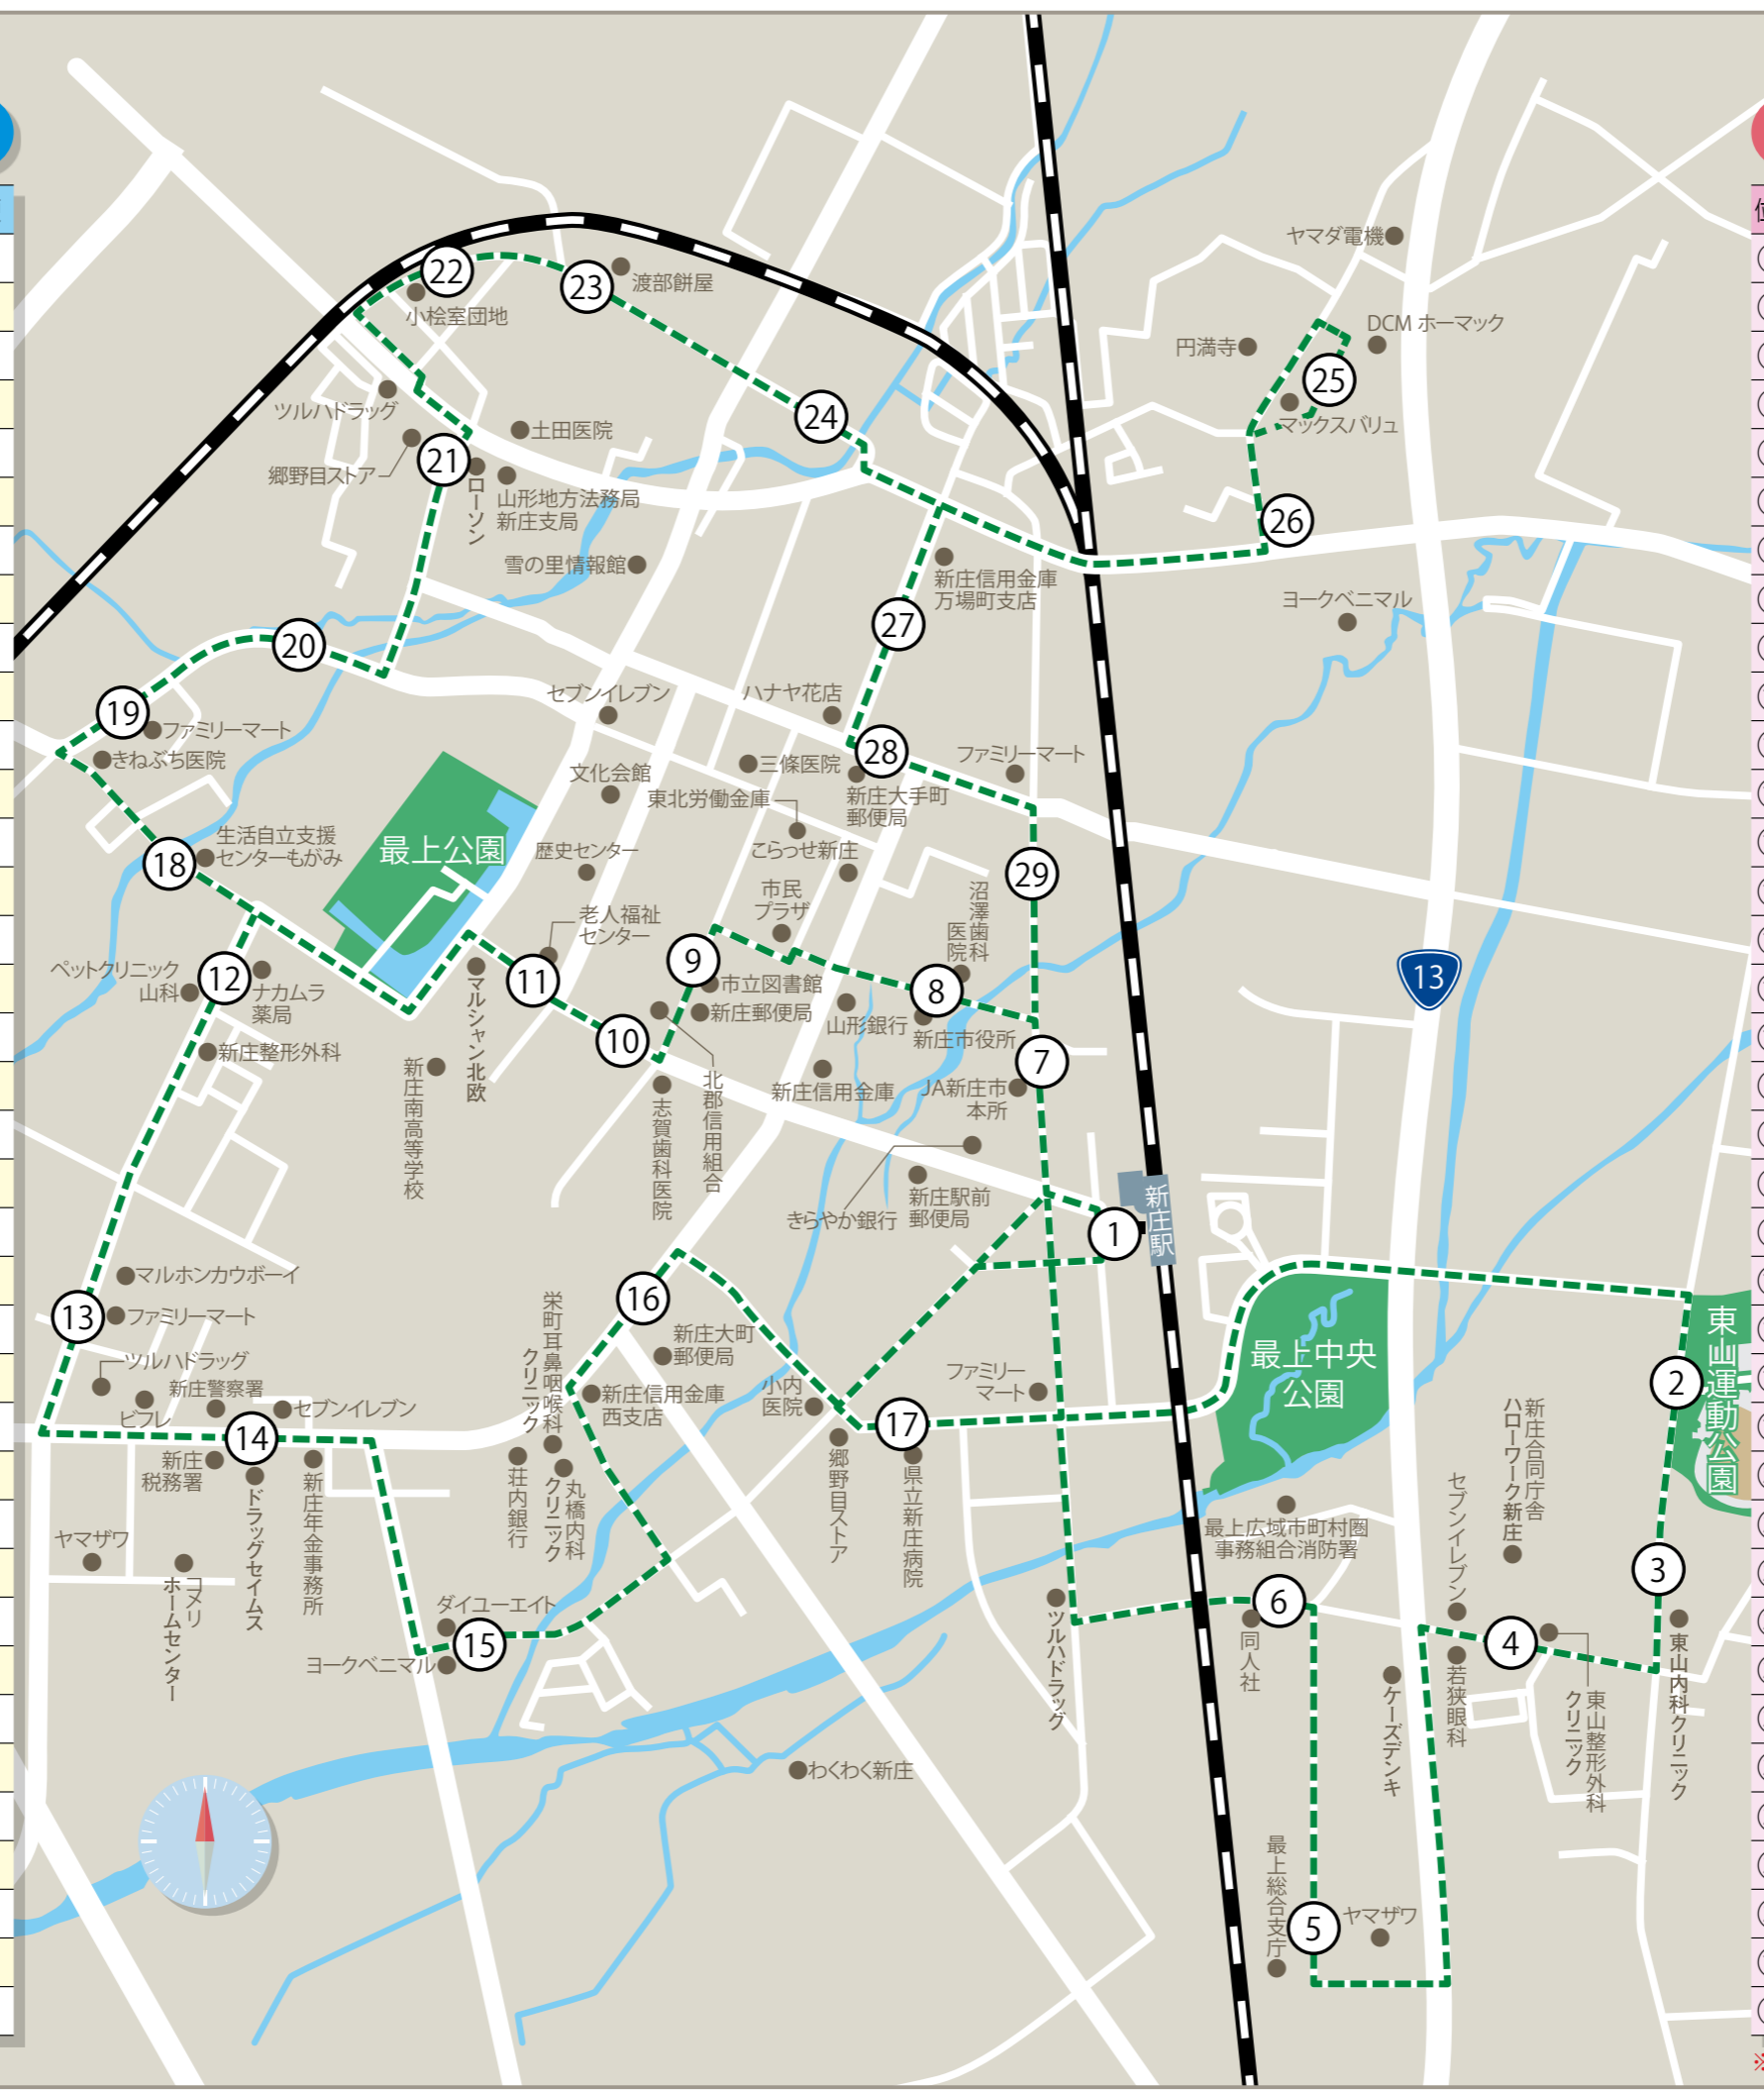 ヤマダ電機
22
23
渡部餅屋
小桧室団地
DCM ホーマック
円満寺
25
マックスバリュ
ツルハドラッグ
24
土田医院
21
郷野目ストア
ローソン
山形地方法務局
新庄支局
26
雪の里情報館
新庄信用金庫
万場町支店
ヨークベニマル
27
20
19
ファミリーマート
きねぶち医院
セブンイレブン
ハナヤ花店
28
三條医院
ファミリーマート
文化会館
東北労働金庫
新庄大手町
郵便局
18
生活自立支援
センターもがみ
最上公園
歴史センター
こらっせ新庄
29
市民
プラザ
沼澤歯科
医院
老人福祉
センター
ペットクリニック
山科
12
ナカムラ
薬局
マルシャン北欧
11
9
市立図書館
新庄郵便局
8
山形銀行
新庄市役所
13
新庄整形外科
新庄南高等学校
10
7
新庄信用金庫
JA新庄市
本所
志賀歯科医院
北郡信用組合
きらやか銀行
新庄駅前
郵便局
1
新庄駅
マルホンカウボーイ
13
ファミリーマート
16
栄町耳鼻咽喉科
クリニック
新庄大町
郵便局
最上中央
公園
東山運動公園
2
ツルハドラッグ
ビフレ
新庄警察署
14
セブンイレブン
新庄信用金庫
西支店
小内
医院
ファミリー
マート
17
新庄合同庁舎
ハローワーク新庄
新庄
税務署
ドラッグセイムス
新庄年金事務所
荘内銀行
丸橋内科
クリニック
郷野目ストア
県立新庄病院
セブンイレブン
最上広域市町村圏
事務組合消防署
ヤマザワ
コメリ
ホームセンター
3
ダイユーエイト
15
ヨークベニマル
ツルハドラッグ
6
同人社
4
若狭眼科
東山内科クリニック
ケーズデンキ
東山整形外科
クリニック
わくわく新庄
最上総合支庁
5
ヤマザワ
※